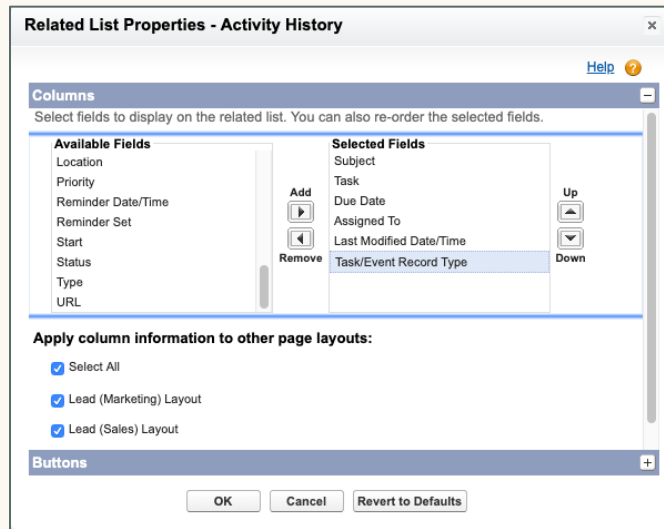 Related List Properties - Activity History
Help
Columns
Select fields to display on the related list. You can also re-order the selected fields.
Available Fields
Location
Priority
Reminder Date/Time
Reminder Set
Start
Status
Type
URL
Add
Remove
Selected Fields
Subject
Task
Due Date
Assigned To
Last Modified Date/Time
Task/Event Record Type
Up
Down
Apply column information to other page layouts:
Select All
Lead (Marketing) Layout
Lead (Sales) Layout
Buttons
OK Cancel Revert to Defaults